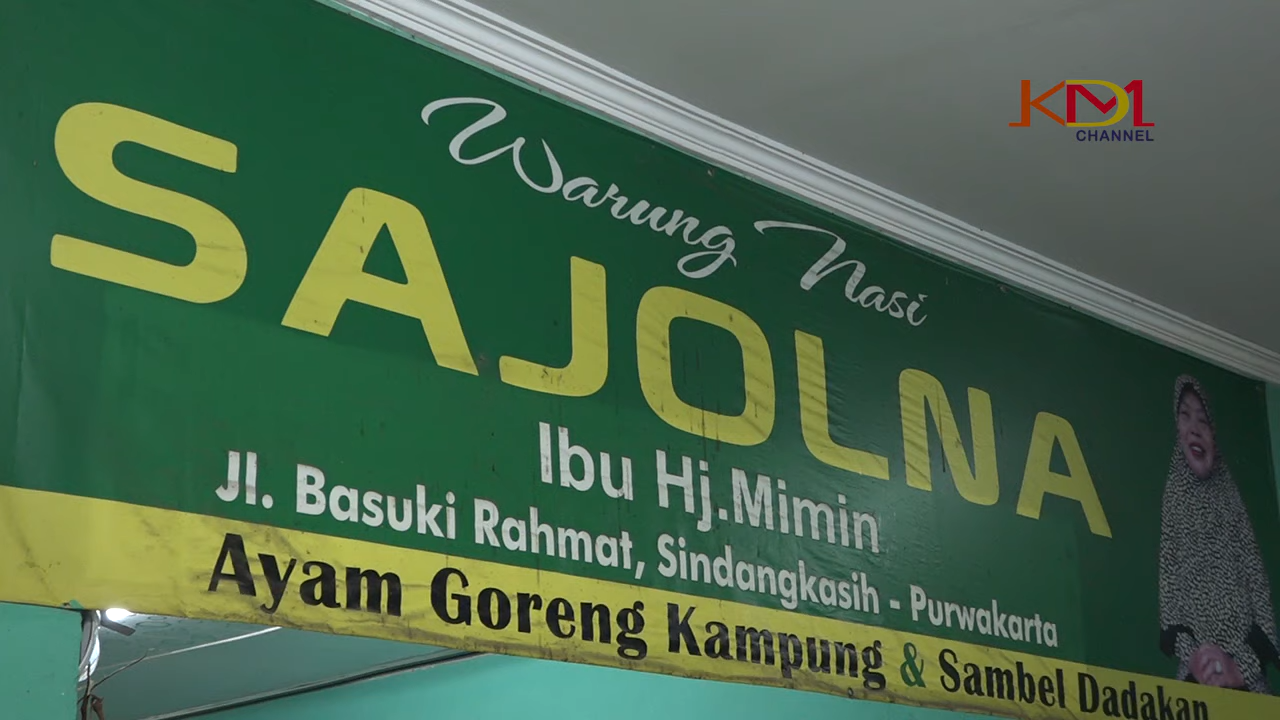 KDM
CHANNEL
Warung Nasi
SAJOLNA
Ibu Hj.Mimin
Jl. Basuki Rahmat, Sindangkasih - Purwakarta
Ayam Goreng Kampung & Sambel Dadakan